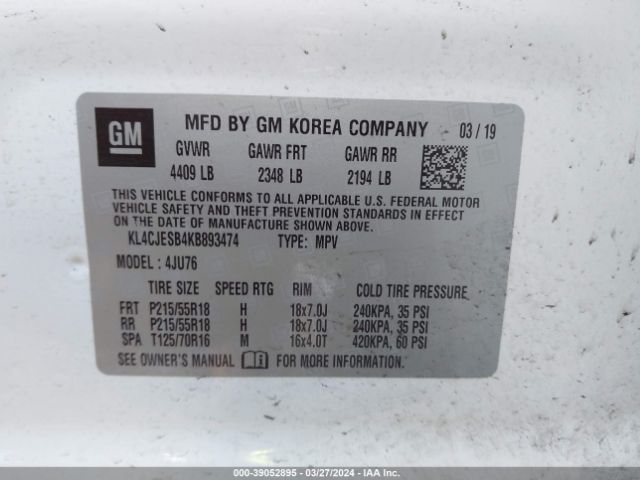 GM MFD BY GM KOREA COMPANY 03 / 19
GVWR GAWR FRT GAWR RR
4409 LB 2348 LB 2194 LB
THIS VEHICLE CONFORMS TO ALL APPLICABLE U.S. FEDERAL MOTOR
VEHICLE SAFETY AND THEFT PREVENTION STANDARDS IN EFFECT
ON THE DATE OF MANUFACTURE SHOWN ABOVE.
KL4CJESB4KB893474 TYPE: MPV
MODEL : 4JU76
TIRE SIZE SPEED RTG RIM COLD TIRE PRESSURE
FRT P215/55R18 H 18x7.0J 240KPA, 35 PSI
RR P215/55R18 H 18x7.0J 240KPA, 35 PSI
SPA T125/70R16 M 16x4.0T 420KPA, 60 PSI
SEE OWNER'S MANUAL FOR MORE INFORMATION.
000-39052895 - 03/27/2024 - IAA Inc.